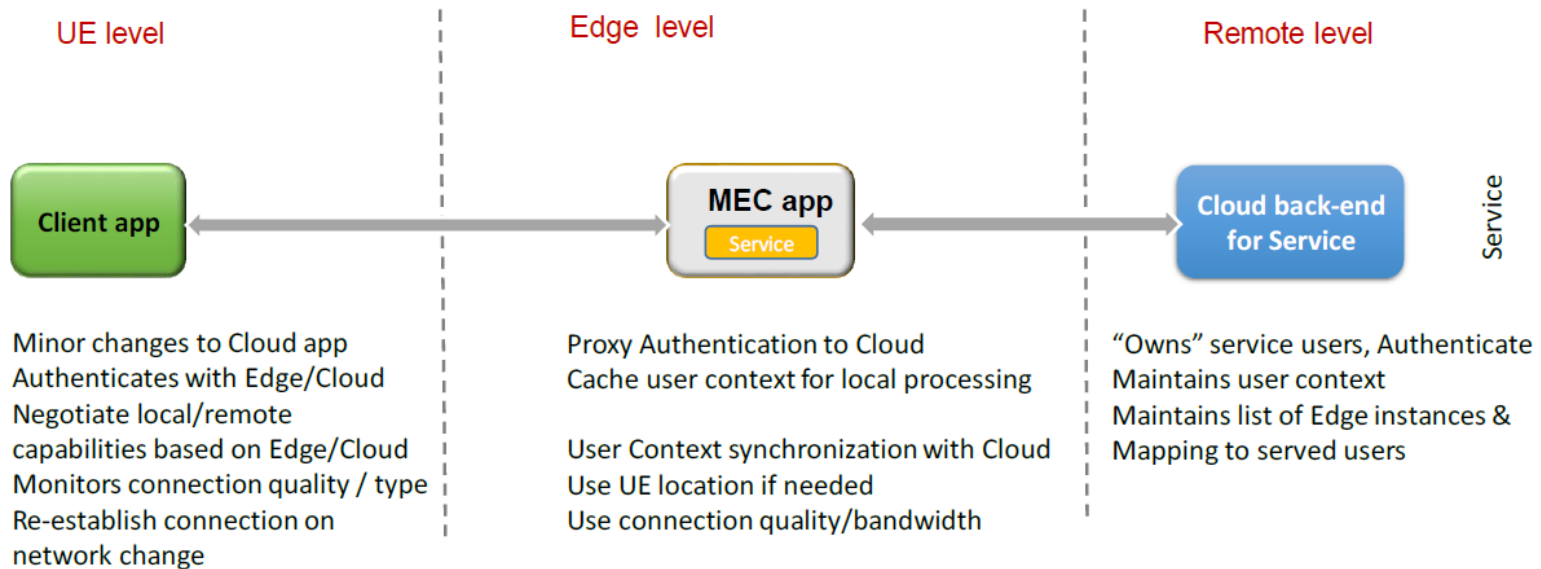 UE level
Edge level
Remote level
Client app
MEC app
Service
Cloud back-end
for Service
Service
Minor changes to Cloud app
Authenticates with Edge/Cloud
Negotiate local/remote
capabilities based on Edge/Cloud
Monitors connection quality / type
Re-establish connection on
network change
Proxy Authentication to Cloud
Cache user context for local processing
User Context synchronization with Cloud
Use UE location if needed
Use connection quality/bandwidth
“Owns” service users, Authenticate
Maintains user context
Maintains list of Edge instances &
Mapping to served users